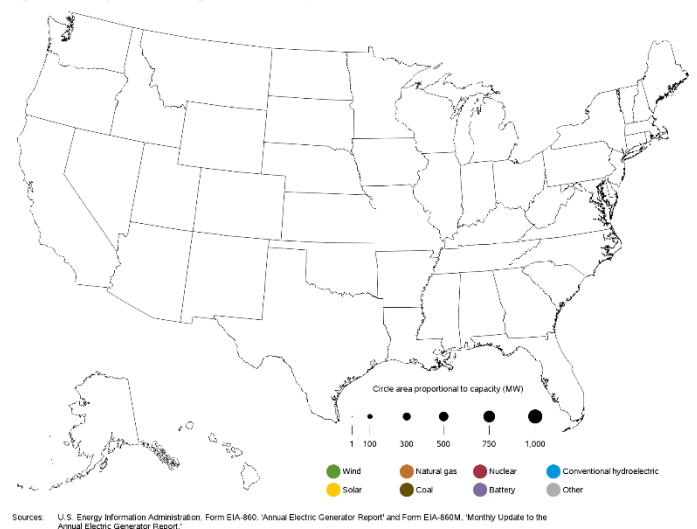 Circle area proportional to capacity (MW)
1 100 300 500 750 1,000
Wind Natural gas Nuclear Conventional hydroelectric
Solar Coal Battery Other
Sources: U.S. Energy Information Administration, Form EIA-860, 'Annual Electric Generator Report' and Form EIA-860M, 'Monthly Update to the
Annual Electric Generator Report.'